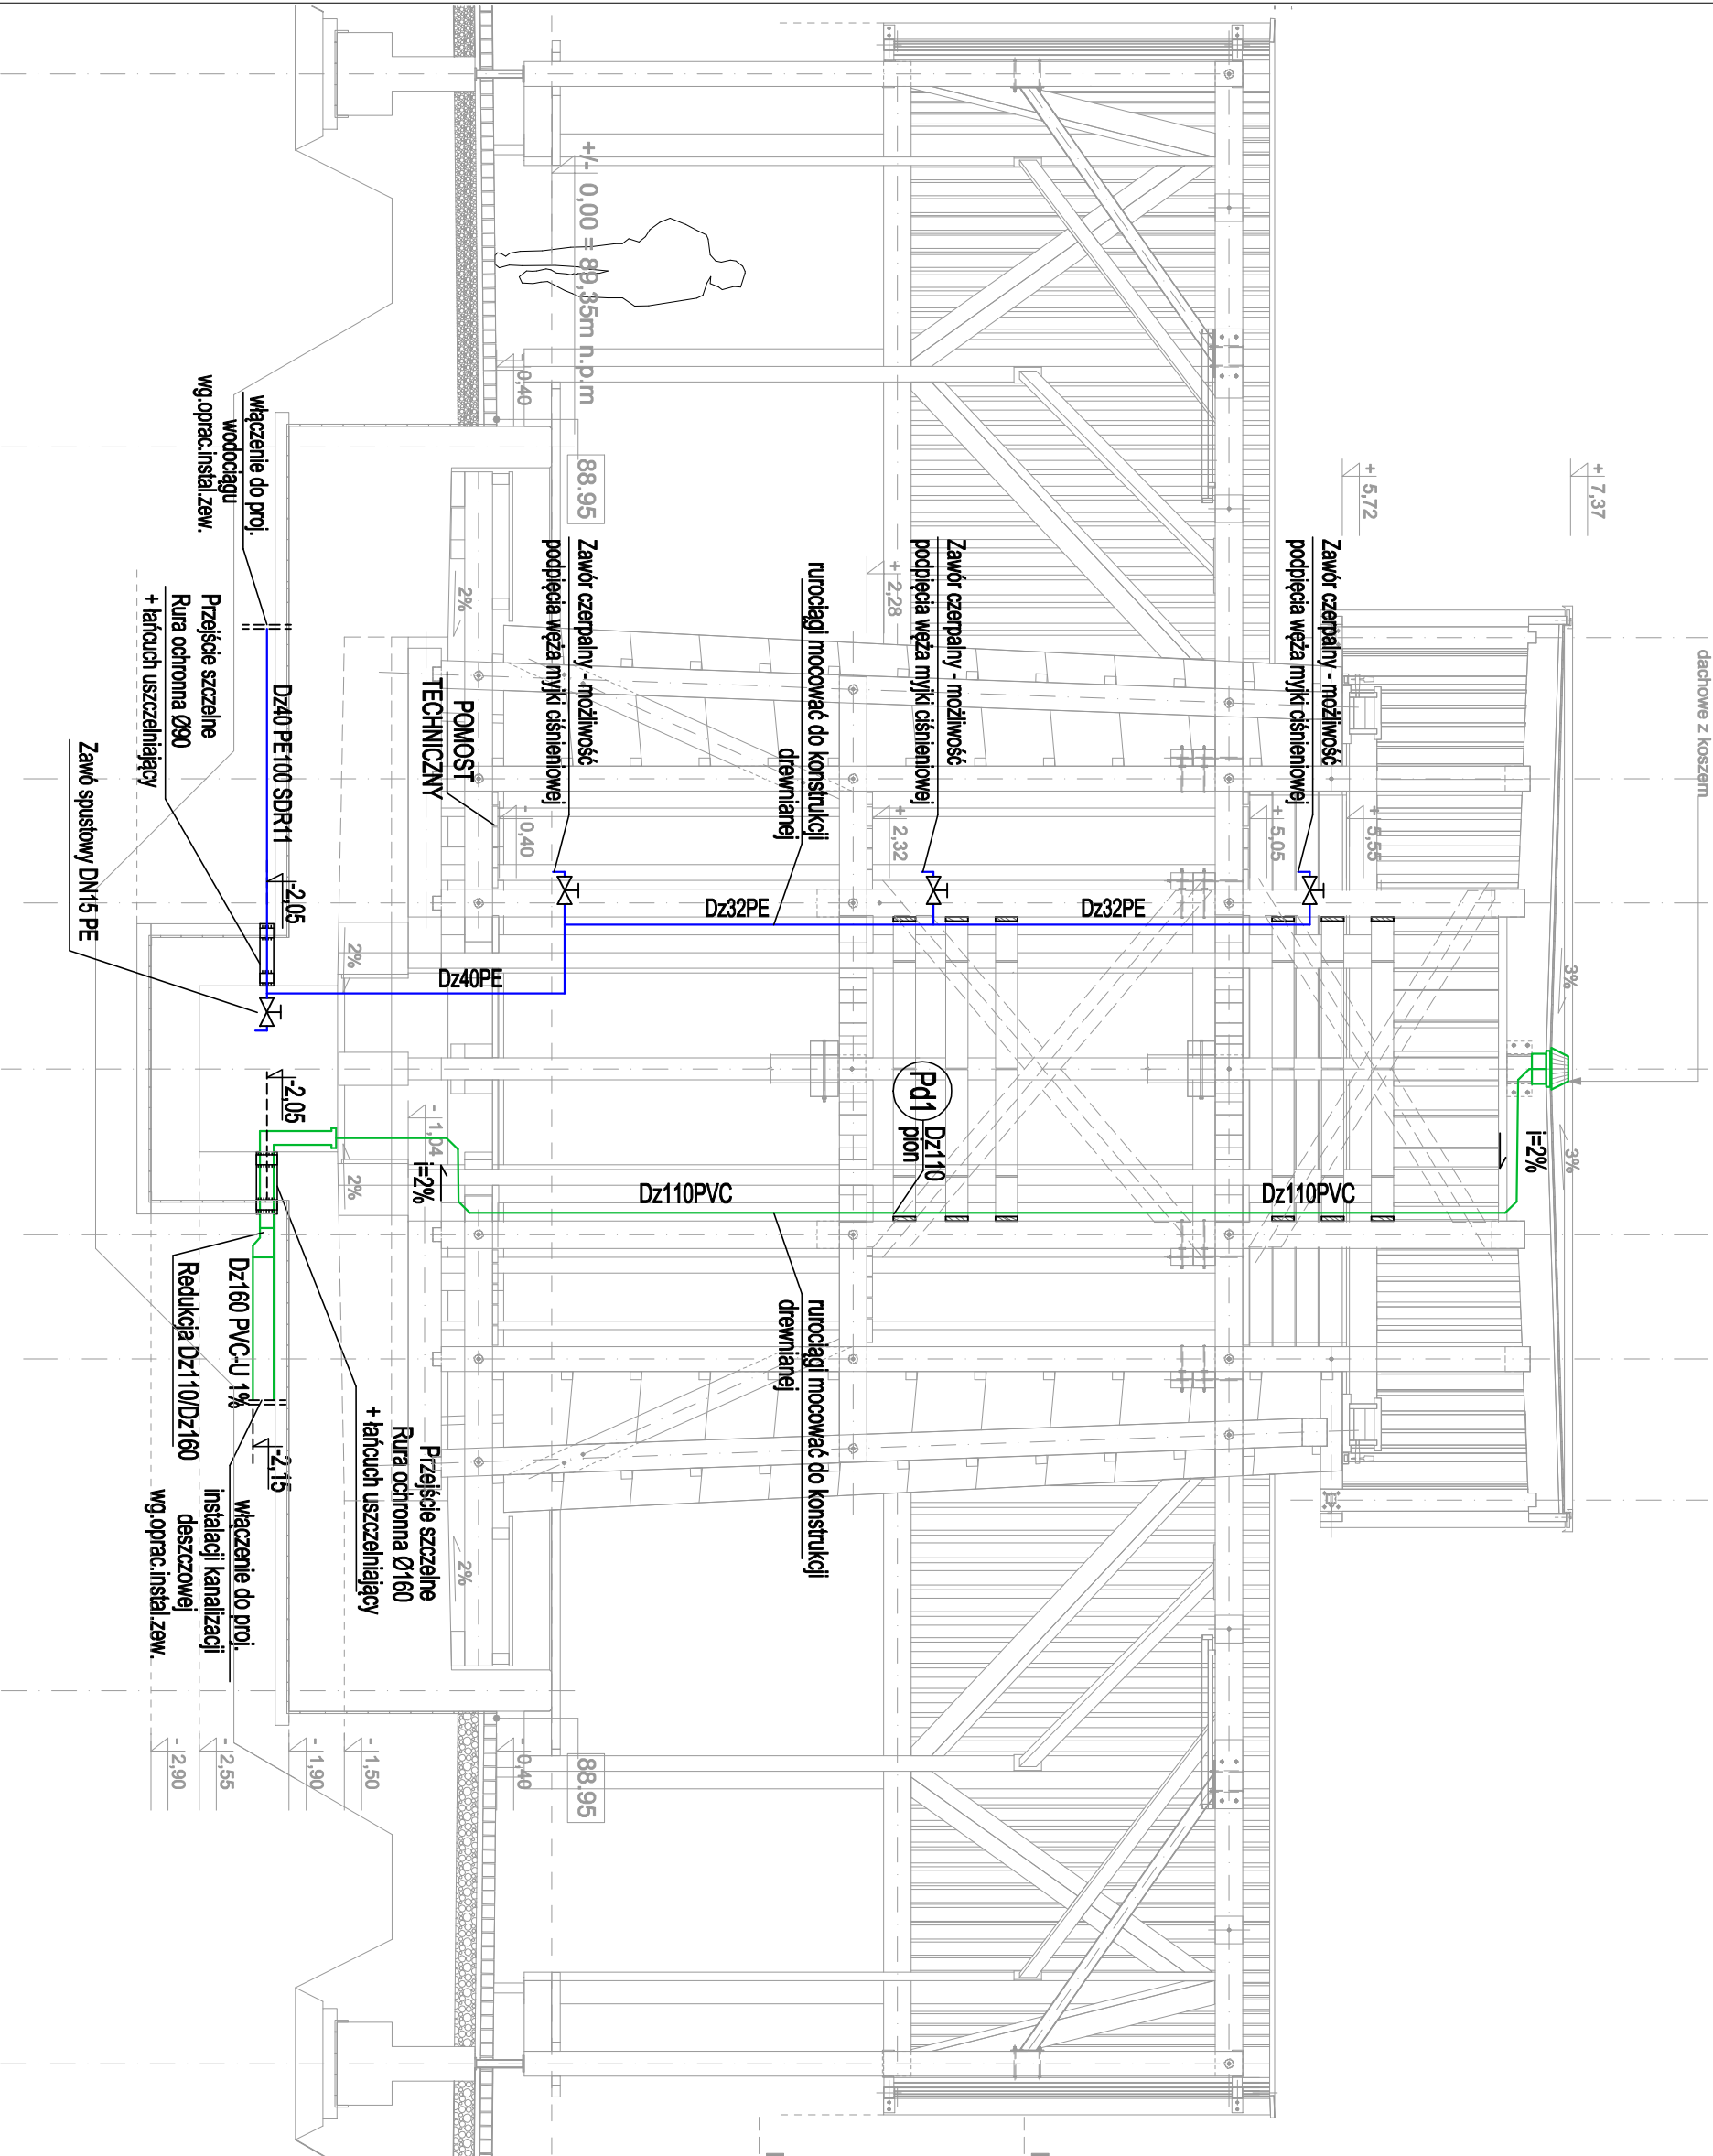 dachowe z koszem
+ 7,37
+ 5,72
3%
3%
i=2%
Zawór czerpalny - możliwość
podpięcia węża myjki ciśnieniowej
+ 5,55
+ 5,05
Dz110PVC
Zawór czerpalny - możliwość
podpięcia węża myjki ciśnieniowej
+ 2,28
+ 2,32
Dz32PE
Dz32PE
Pd1
Dz110
pion
rurociągi mocować do konstrukcji
drewnianej
rurociągi mocować do konstrukcji
drewnianej
Dz110PVC
+/- 0,00 = 89,35m n.p.m
88.95
88.95
Zawór czerpalny - możliwość
podpięcia węża myjki ciśnieniowej
- 0,40
- 0,40
- 0,40
2%
2%
POMOST
TECHNICZNY
Dz40PE
- 1,04
i=2%
2%
2%
Przejście szczelne
Rura ochronna Ø160
+ łańcuch uszczelniający
- 1,50
- 1,90
- 2,55
- 2,90
włączenie do proj.
wodociągu
wg.oprac.instal.zew.
Dz40 PE100 SDR11
-2,05
-2,05
-2,15
Przejście szczelne
Rura ochronna Ø90
+ łańcuch uszczelniający
Dz160 PVC-U 1%
Redukcja Dz110/Dz160
włączenie do proj.
instalacji kanalizacji
deszczowej
wg.oprac.instal.zew.
Zawó spustowy DN15 PE